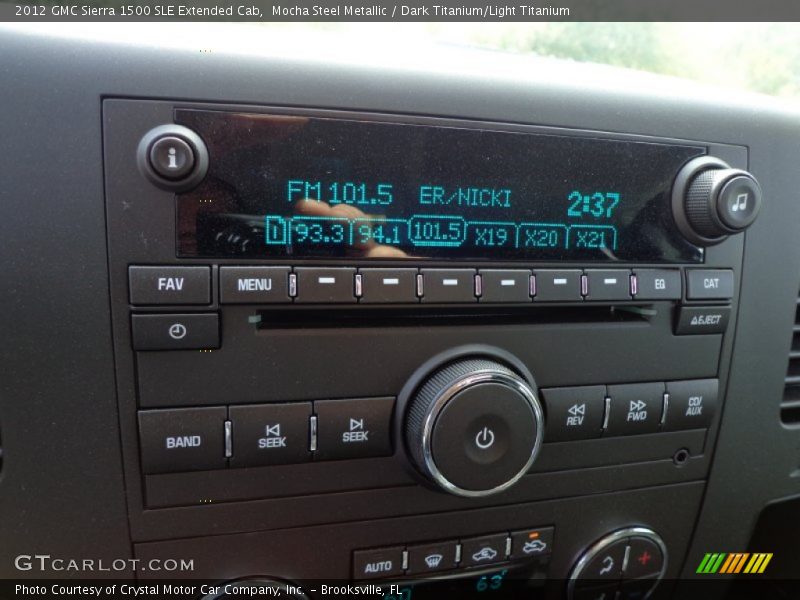 2012 GMC Sierra 1500 SLE Extended Cab, Mocha Steel Metallic / Dark Titanium/Light Titanium
i
FM 101.5 ER/NICKI 2:37
1 93.3 94.1 101.5 X19 X20 X21
FAV MENU EQ CAT
EJECT
BAND SEEK SEEK REV FWD CD/AUX
AUTO
63°
GTCARLOT.COM
Photo Courtesy of Crystal Motor Car Company, Inc. - Brooksville, FL